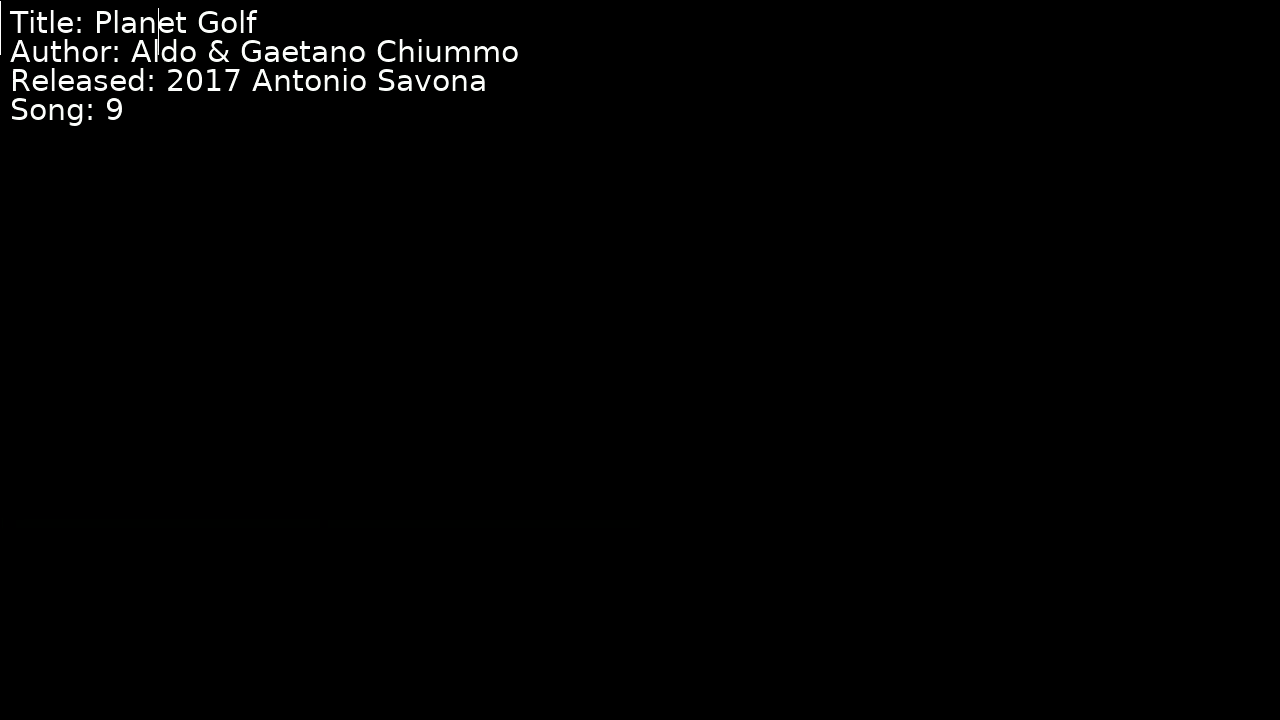 Title: Planet Golf
Author: Aldo & Gaetano Chiummo
Released: 2017 Antonio Savona
Song: 9